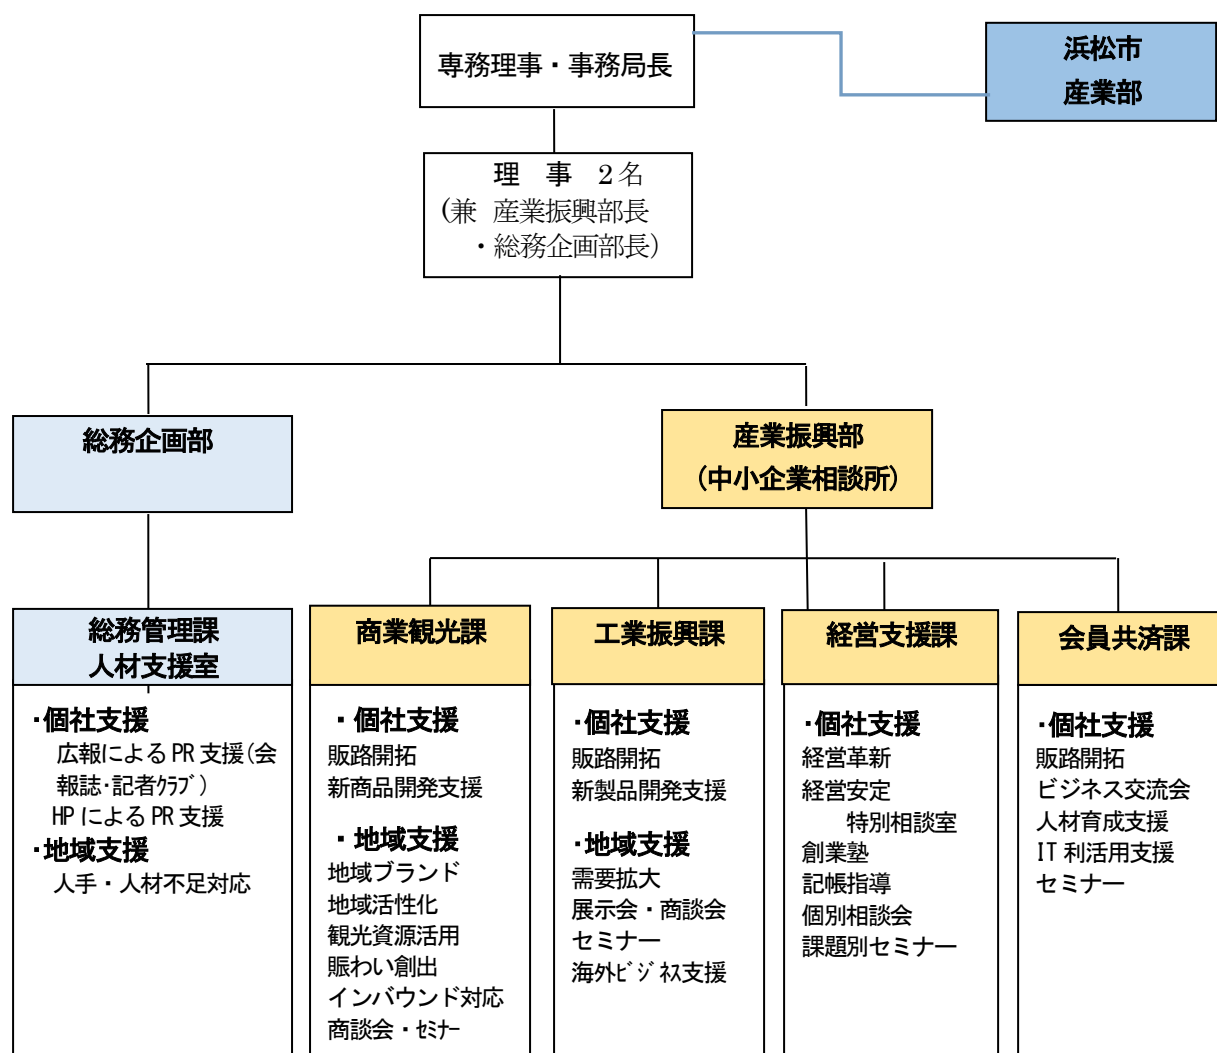 専務理事・事務局長
浜松市
産業部
理　事　2名
(兼 産業振興部長
・総務企画部長)
総務企画部
産業振興部
(中小企業相談所)
総務管理課
人材支援室
・個社支援
広報による PR 支援(会
報誌・記者ｸﾗﾌﾞ)
HP による PR 支援
・地域支援
人手・人材不足対応
商業観光課
・個社支援
販路開拓
新商品開発支援
・地域支援
地域ブランド
地域活性化
観光資源活用
賑わい創出
インバウンド対応
商談会・ｾﾐﾅｰ
工業振興課
・個社支援
販路開拓
新製品開発支援
・地域支援
需要拡大
展示会・商談会
セミナー
海外ﾋﾞｼﾞﾈｽ支援
経営支援課
・個社支援
経営革新
経営安定
特別相談室
創業塾
記帳指導
個別相談会
課題別セミナー
会員共済課
・個社支援
販路開拓
ビジネス交流会
人材育成支援
IT 利活用支援
セミナー